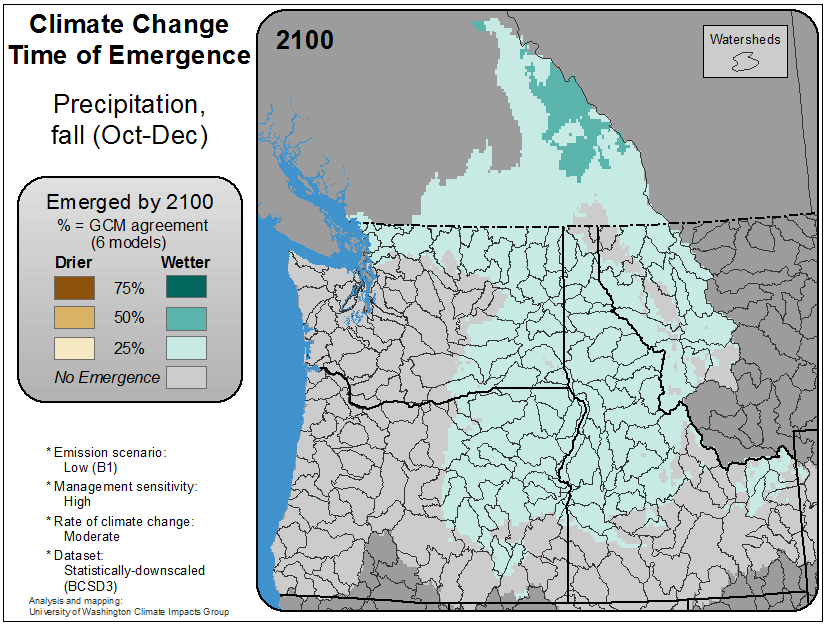 Climate Change
Time of Emergence
Precipitation,
fall (Oct-Dec)
Emerged by 2100
% = GCM agreement
(6 models)
Drier Wetter
75%
50%
25%
No Emergence
* Emission scenario:
Low (B1)
* Management sensitivity:
High
* Rate of climate change:
Moderate
* Dataset:
Statistically-downscaled
(BCSD3)
Analysis and mapping:
University of Washington Climate Impacts Group
2100
Watersheds